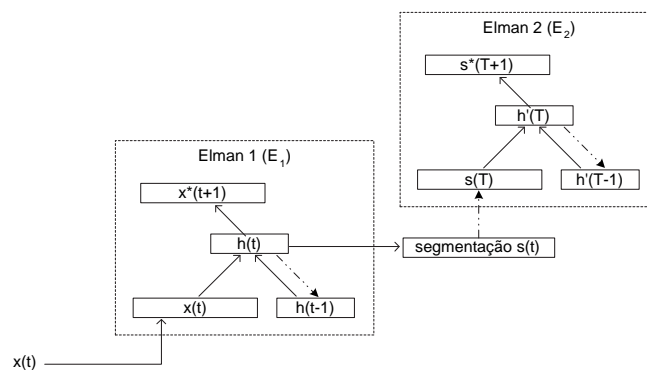 Elman 2 (E2)
s*(T+1)
h'(T)
s(T)
h'(T-1)
Elman 1 (E1)
x*(t+1)
h(t)
segmentação s(t)
x(t)
h(t-1)
x(t)